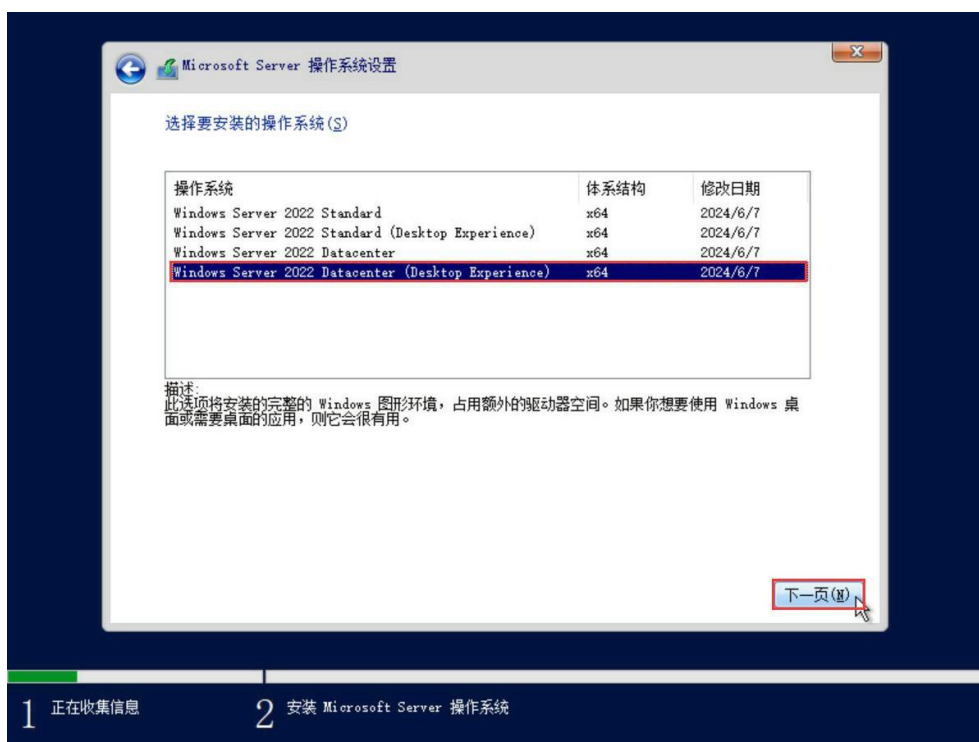 Microsoft Server 操作系统设置
选择要安装的操作系统(S)
操作系统 体系结构 修改日期
Windows Server 2022 Standard x64 2024/6/7
Windows Server 2022 Standard (Desktop Experience) x64 2024/6/7
Windows Server 2022 Datacenter x64 2024/6/7
Windows Server 2022 Datacenter (Desktop Experience) x64 2024/6/7
描述:
此选项将安装的完整的 Windows 图形环境，占用额外的驱动器空间。如果你想要使用 Windows 桌
面或需要桌面的应用，则它会很有用。
下一页(N)
1 正在收集信息 2 安装 Microsoft Server 操作系统